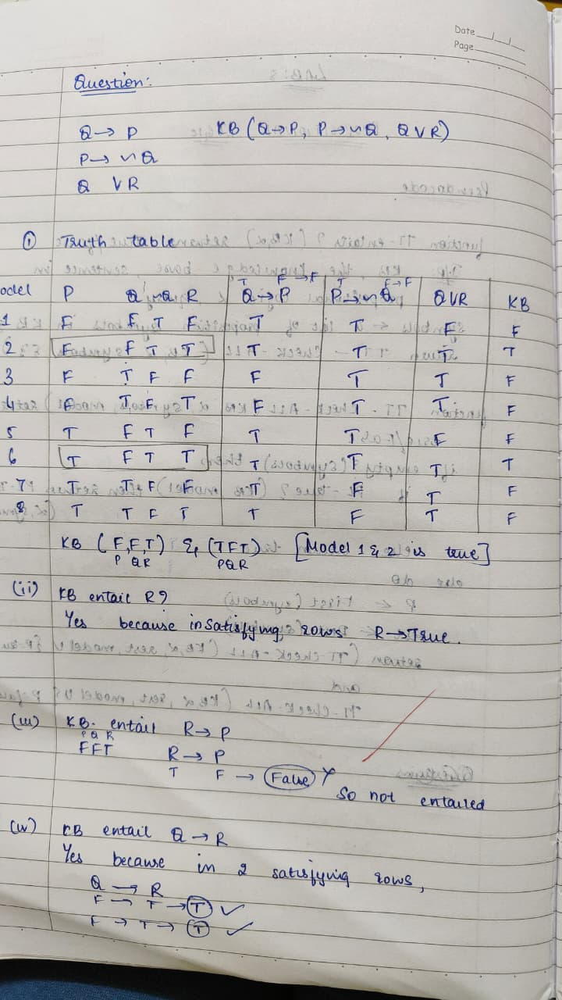 Date
Page
Question:
Q → P KB (Q→P, P→~Q, Q V R)
P → ~Q
Q V R
① Truth table
T F→F T F→F
odel P Q ~Q R Q→P P→~Q QVR KB
1 F F T F T T F F
2 F F T T T T T T
3 F T F F F T T F
4 F T F T F T T F
5 T F T F T T F F
6 T F T T T T T T
7 T T F F T F T F
8 T T F T T F T F
KB (F,F,T) & (TFT) [Model 1 & 2 is true]
P Q R PQR
(ii) KB entail R?
Yes because in satisfying rows R→True.
(iii) KB. entail R→P
P Q R
FFT R→P
T F → False
So not entailed
(iv) KB entail Q→R
Yes because in 2 satisfying rows,
Q → R
F → T → T ✓
F → T → T ✓